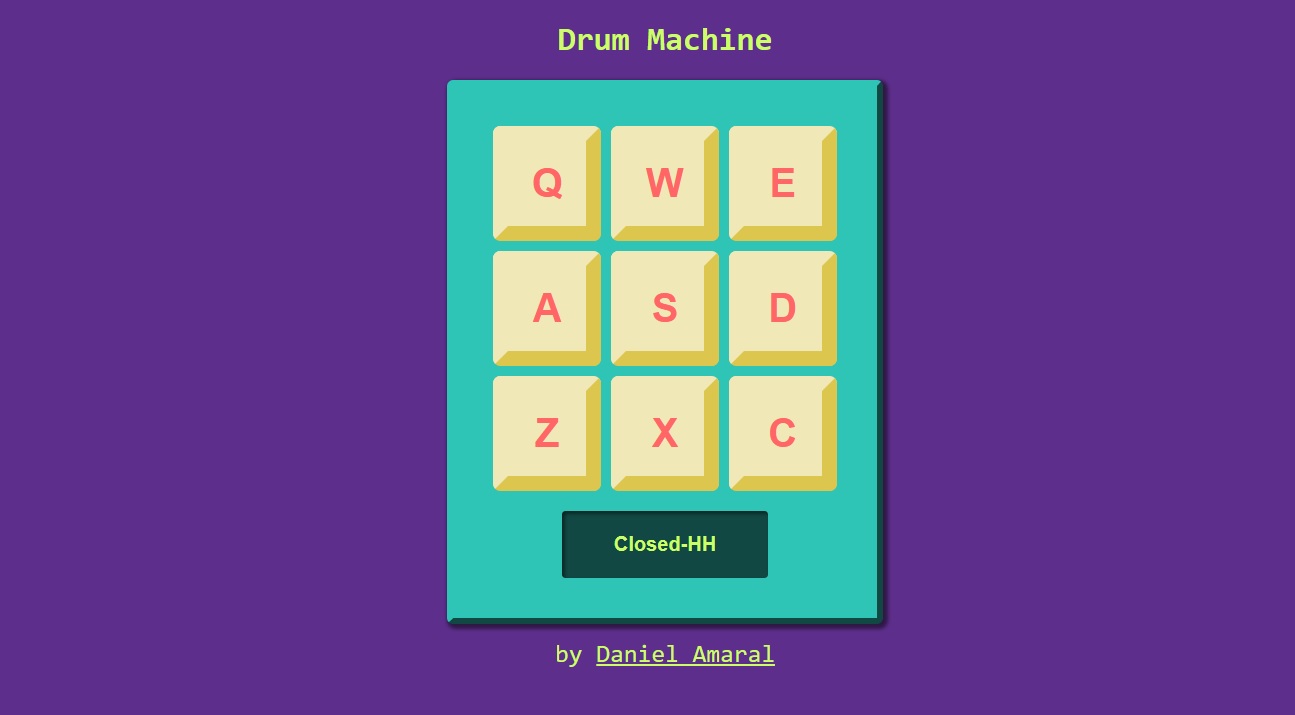 Drum Machine
Q W E
A S D
Z X C
Closed-HH
by Daniel Amaral